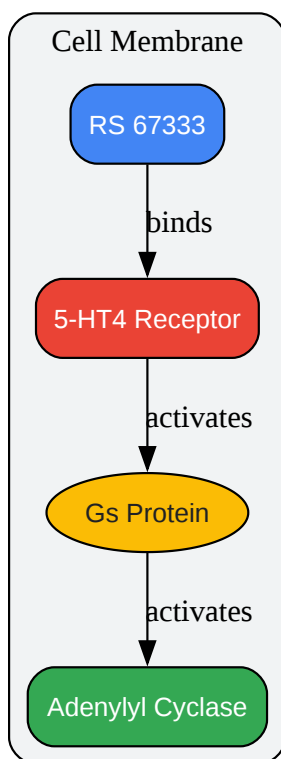 Cell Membrane
RS 67333
binds
5-HT4 Receptor
activates
Gs Protein
activates
Adenylyl Cyclase